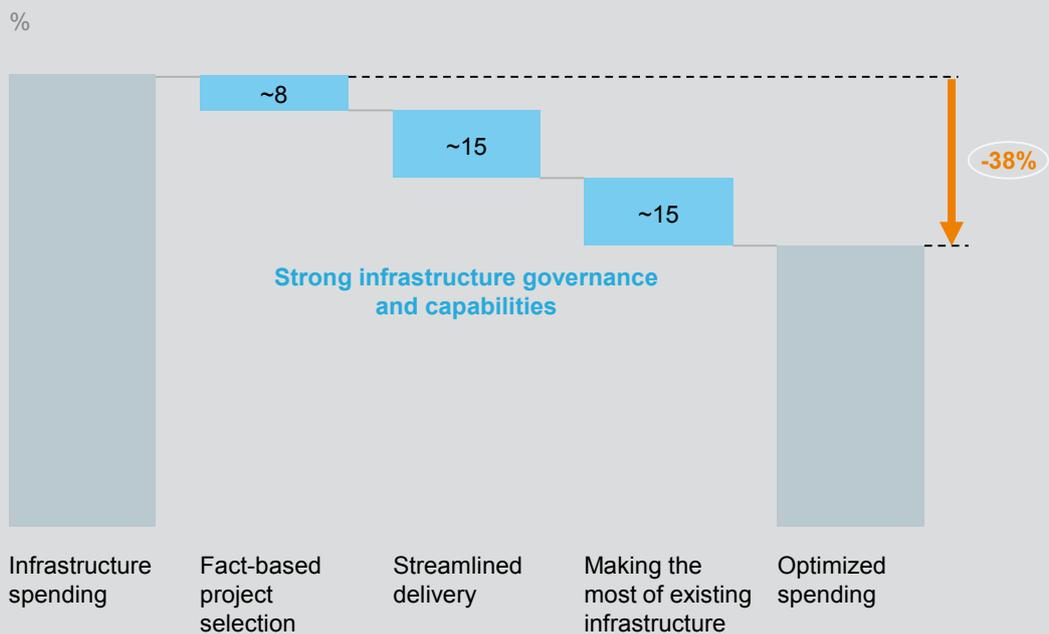 %
~8
~15
-38%
~15
Strong infrastructure governance
and capabilities
Infrastructure
spending
Fact-based
project
selection
Streamlined
delivery
Making the
most of existing
infrastructure
Optimized
spending